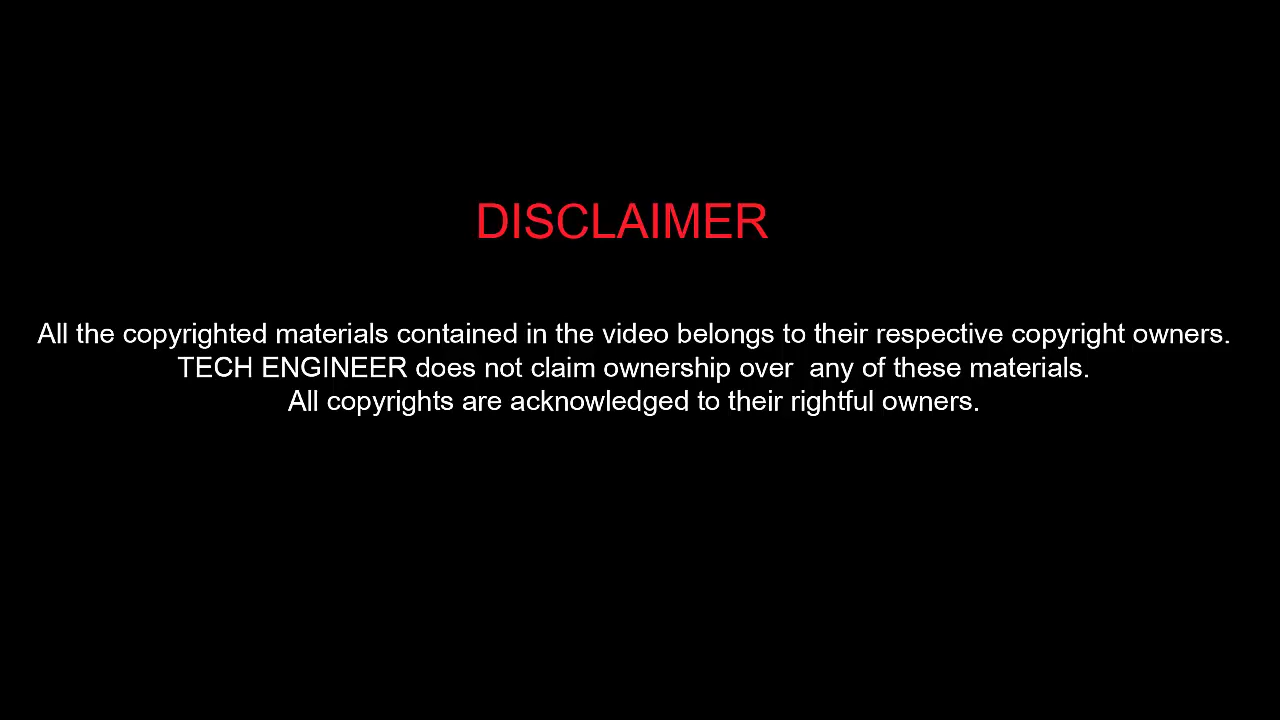 DISCLAIMER
All the copyrighted materials contained in the video belongs to their respective copyright owners.
TECH ENGINEER does not claim ownership over  any of these materials.
All copyrights are acknowledged to their rightful owners.